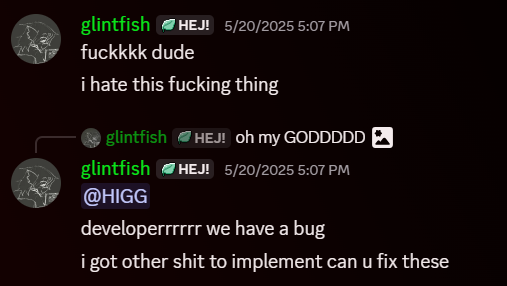 glintfish HEJ! 5/20/2025 5:07 PM
fuckkkk dude
i hate this fucking thing
glintfish HEJ! oh my GODDDDD
glintfish HEJ! 5/20/2025 5:07 PM
@HIGG
developerrrrrr we have a bug
i got other shit to implement can u fix these